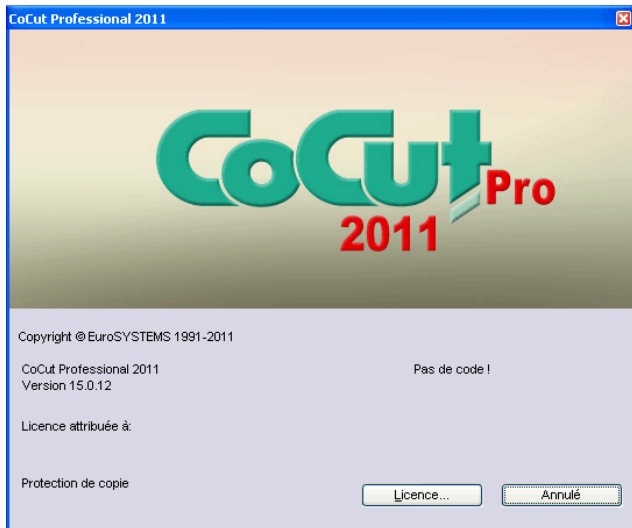 CoCut Professional 2011
CoCut Pro
2011
Copyright © EuroSYSTEMS 1991-2011
CoCut Professional 2011
Pas de code !
Version 15.0.12
Licence attribuée à:
Protection de copie
Licence...
Annulé